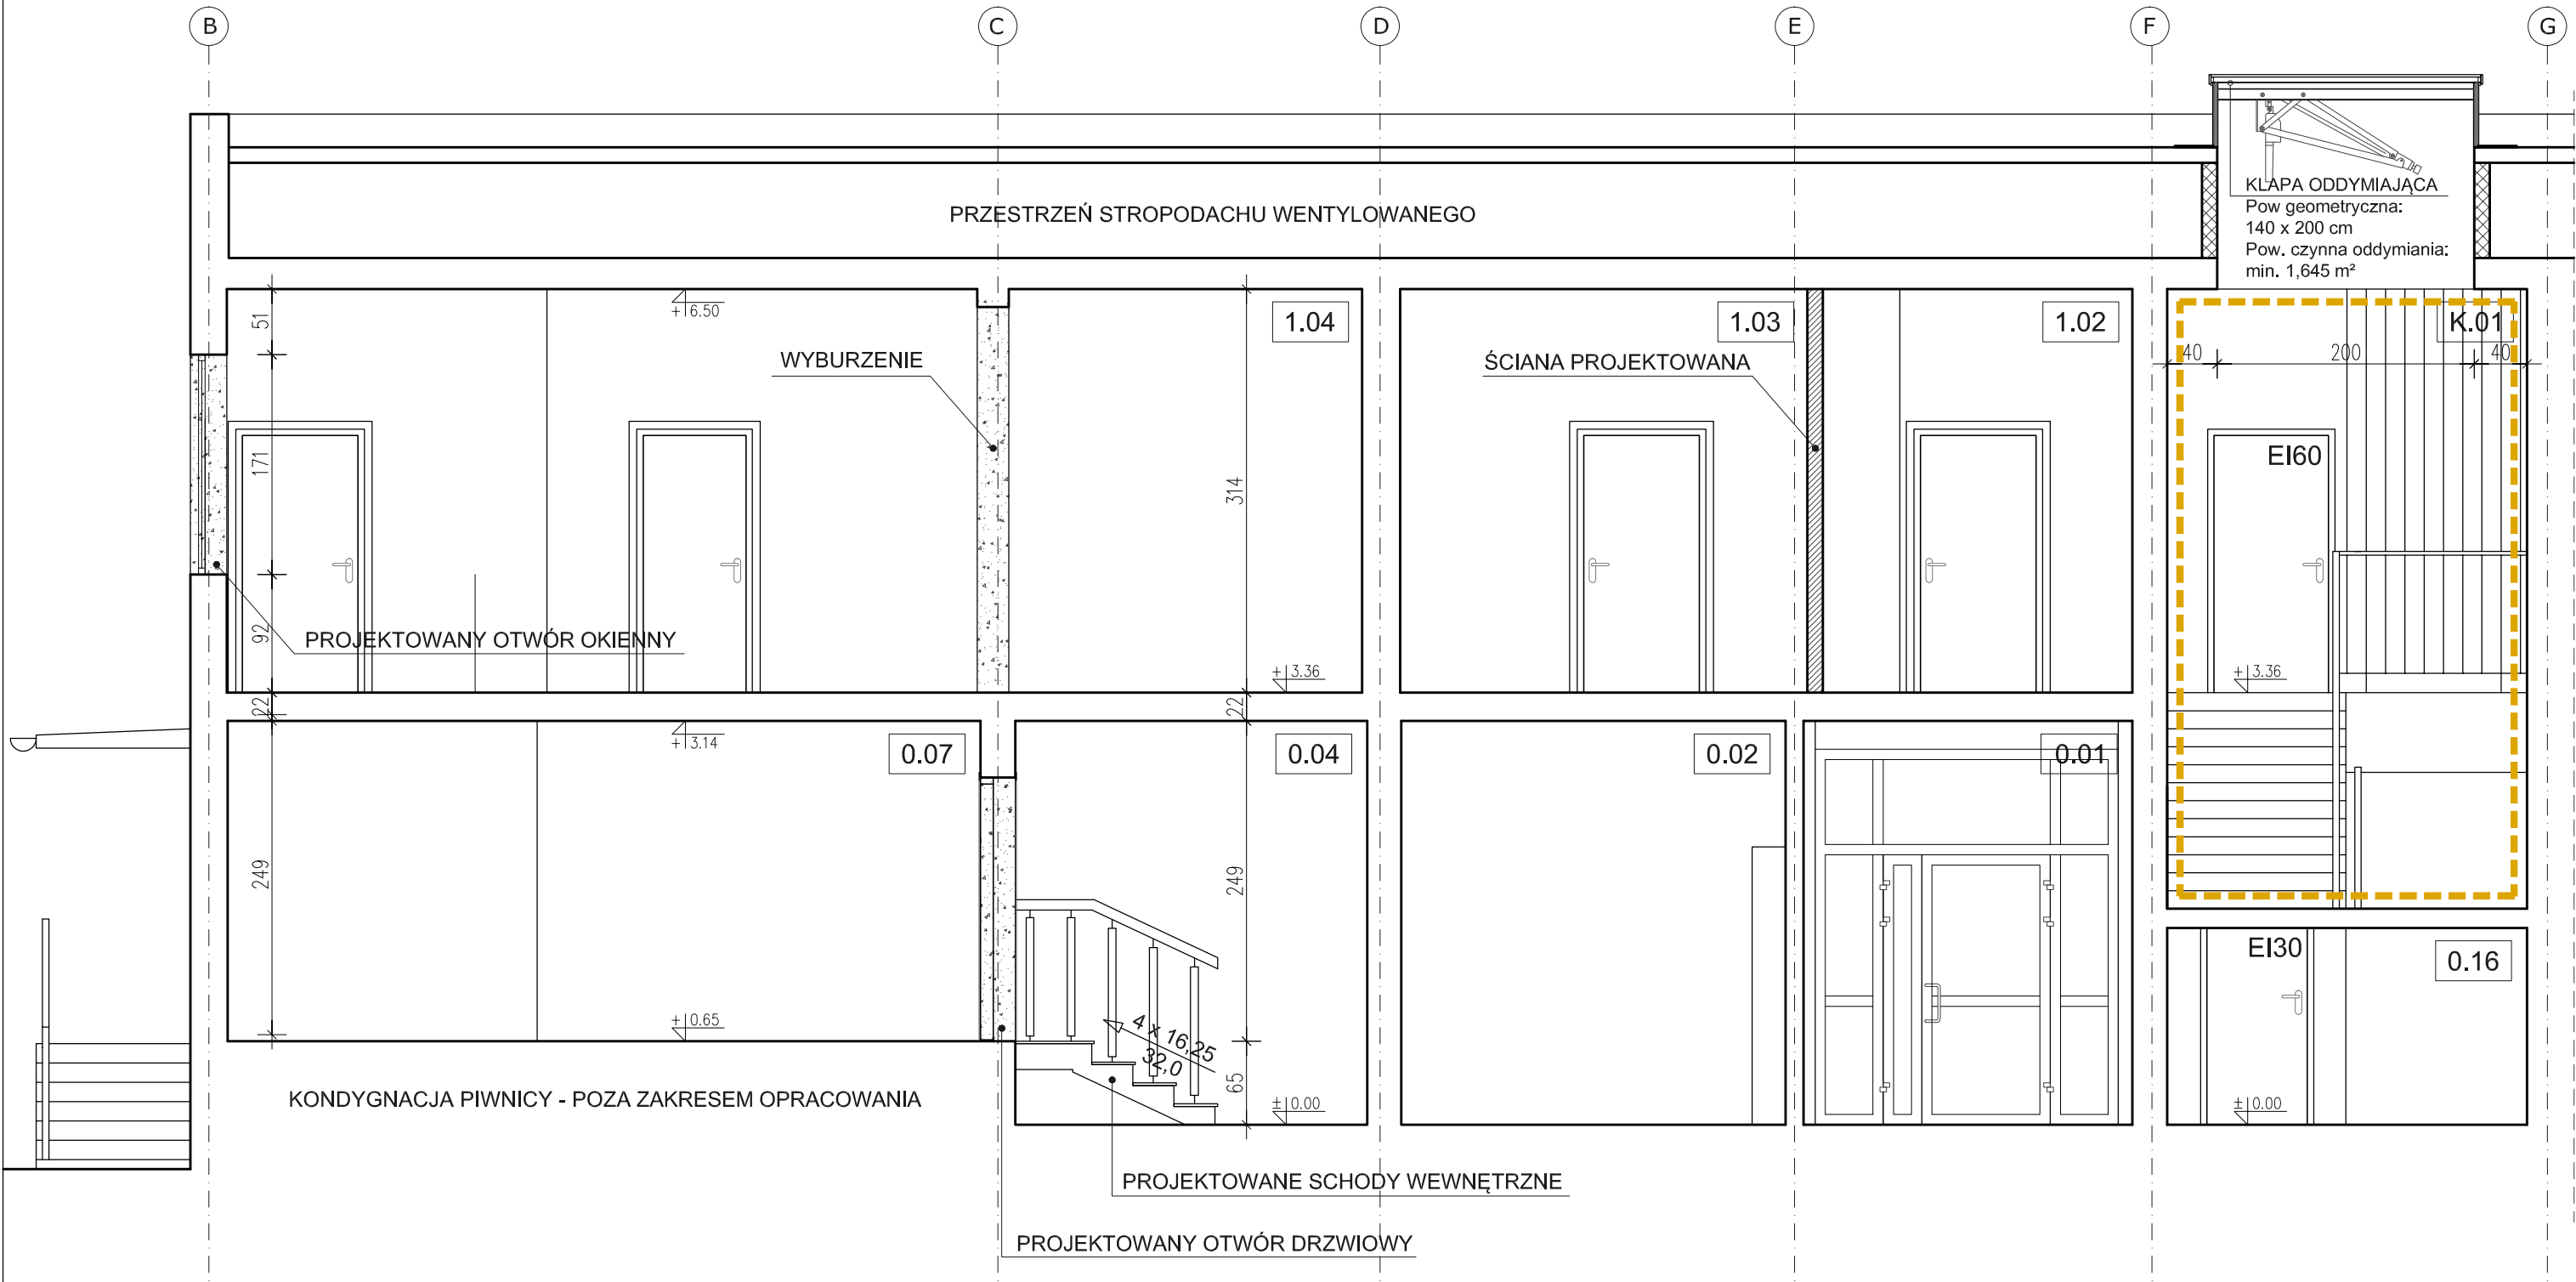 B
C
D
E
F
G
PRZESTRZEŃ STROPODACHU WENTYLOWANEGO
KLAPA ODDYMIAJĄCA
Pow geometryczna:
140 x 200 cm
Pow. czynna oddymiania:
min. 1,645 m²
51
+6.50
1.04
1.03
1.02
K.01
WYBURZENIE
ŚCIANA PROJEKTOWANA
40
200
40
171
314
EI60
92
PROJEKTOWANY OTWÓR OKIENNY
+3.36
+3.36
22
22
+3.14
0.07
0.04
0.02
0.01
249
249
EI30
0.16
+0.65
4 x 16,25
32,0
65
±0.00
±0.00
KONDYGNACJA PIWNICY - POZA ZAKRESEM OPRACOWANIA
PROJEKTOWANE SCHODY WEWNĘTRZNE
PROJEKTOWANY OTWÓR DRZWIOWY